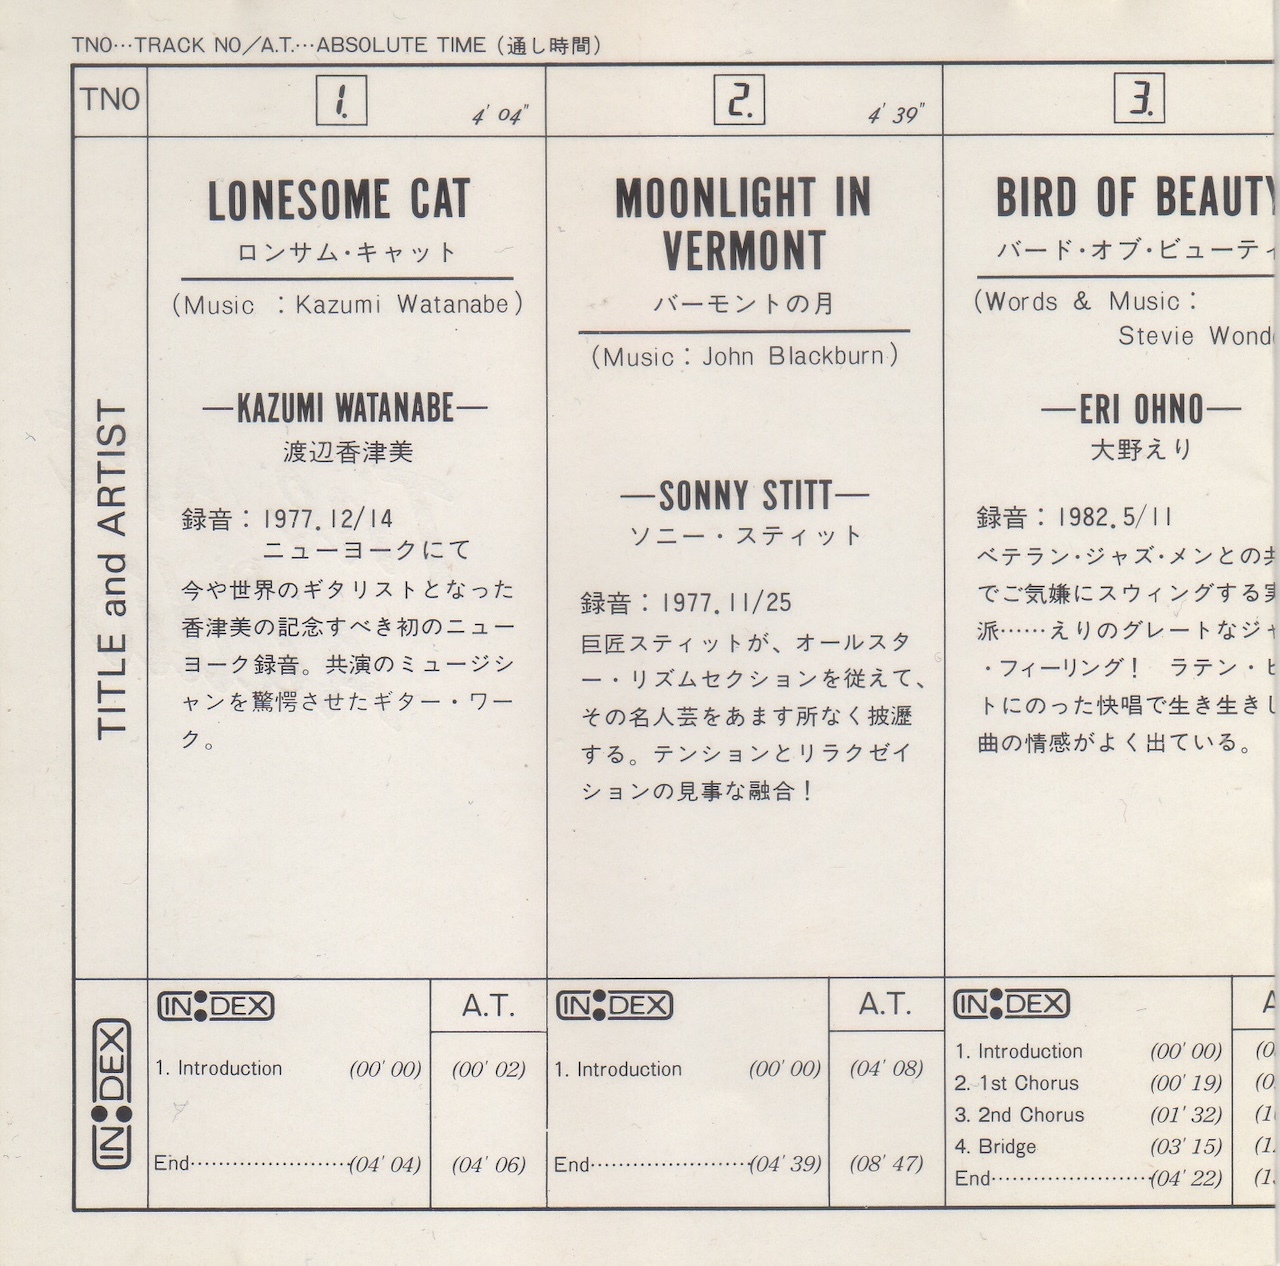 TNO…TRACK NO／A.T.…ABSOLUTE TIME（通し時間）
TNO
1.
4' 04"
LONESOME CAT
ロンサム・キャット
(Music : Kazumi Watanabe)
—KAZUMI WATANABE—
渡辺香津美
録音：1977.12/14
ニューヨークにて
今や世界のギタリストとなった
香津美の記念すべき初のニュー
ヨーク録音。共演のミュージシ
ャンを驚愕させたギター・ワー
ク。
2.
4' 39"
MOONLIGHT IN
VERMONT
バーモントの月
(Music : John Blackburn)
—SONNY STITT—
ソニー・スティット
録音：1977.11/25
巨匠スティットが、オールスタ
ー・リズムセクションを従えて、
その名人芸をあます所なく披瀝
する。テンションとリラクゼイ
ションの見事な融合！
3.
BIRD OF BEAUTY
バード・オブ・ビューティ
(Words & Music :
Stevie Wond
—ERI OHNO—
大野えり
録音：1982.5/11
ベテラン・ジャズ・メンとの共
でご気嫌にスウィングする実
派……えりのグレートなジャ
・フィーリング！ ラテン・ビ
トにのった快唱で生き生きし
曲の情感がよく出ている。
TITLE and ARTIST
INDEX
INDEX
A.T.
1. Introduction (00' 00) (00' 02)
End……………………(04' 04) (04' 06)
INDEX
A.T.
1. Introduction (00' 00) (04' 08)
End……………………(04' 39) (08' 47)
INDEX
1. Introduction (00' 00)
2. 1st Chorus (00' 19)
3. 2nd Chorus (01' 32)
4. Bridge (03' 15)
End……………………(04' 22)